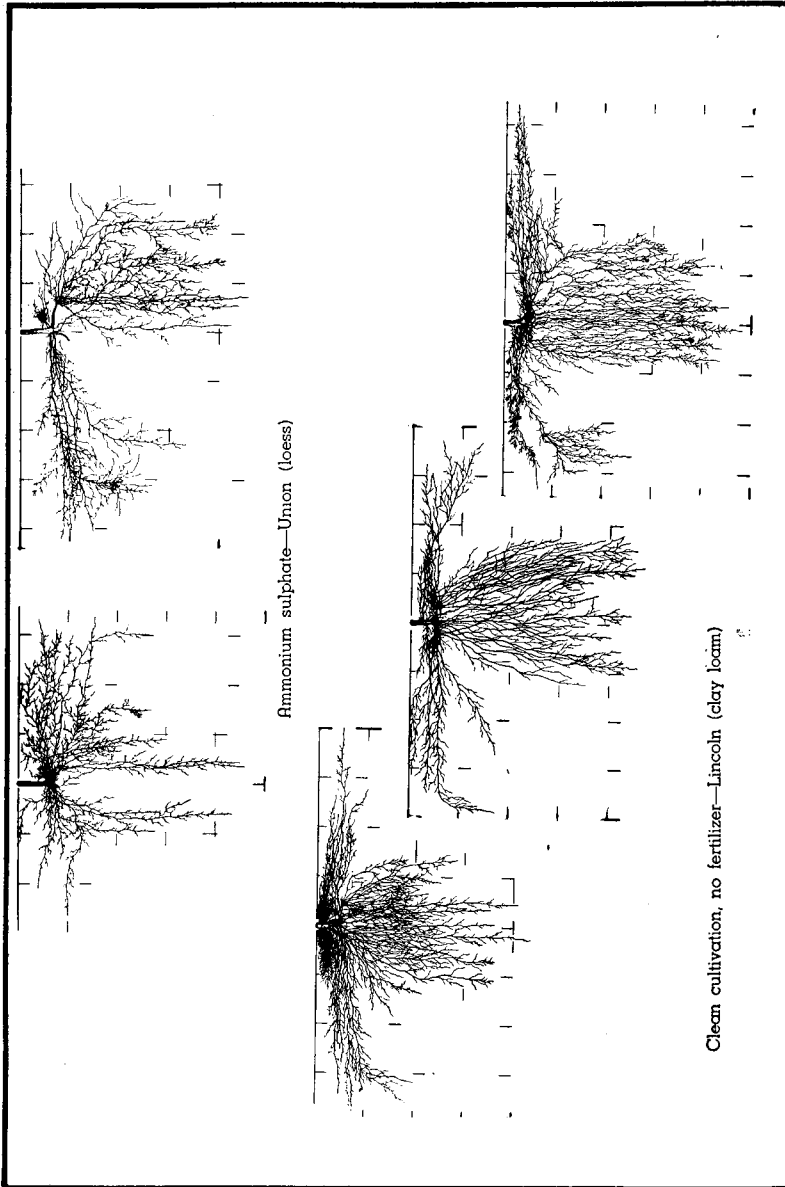 Ammonium sulphate—Union (loess)
Clean cultivation, no fertilizer—Lincoln (clay loam)